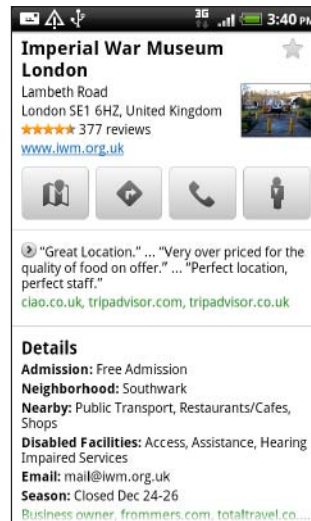 3G 3:40 PM
Imperial War Museum
London
Lambeth Road
London SE1 6HZ, United Kingdom
377 reviews
www.iwm.org.uk
“Great Location.” ... “Very over priced for the
quality of food on offer.” ... “Perfect location,
perfect staff.”
ciao.co.uk, tripadvisor.com, tripadvisor.co.uk
Details
Admission: Free Admission
Neighborhood: Southwark
Nearby: Public Transport, Restaurants/Cafes,
Shops
Disabled Facilities: Access, Assistance, Hearing
Impaired Services
Email: mail@iwm.org.uk
Season: Closed Dec 24-26
Business owner, frommers.com, totaltravel.co....